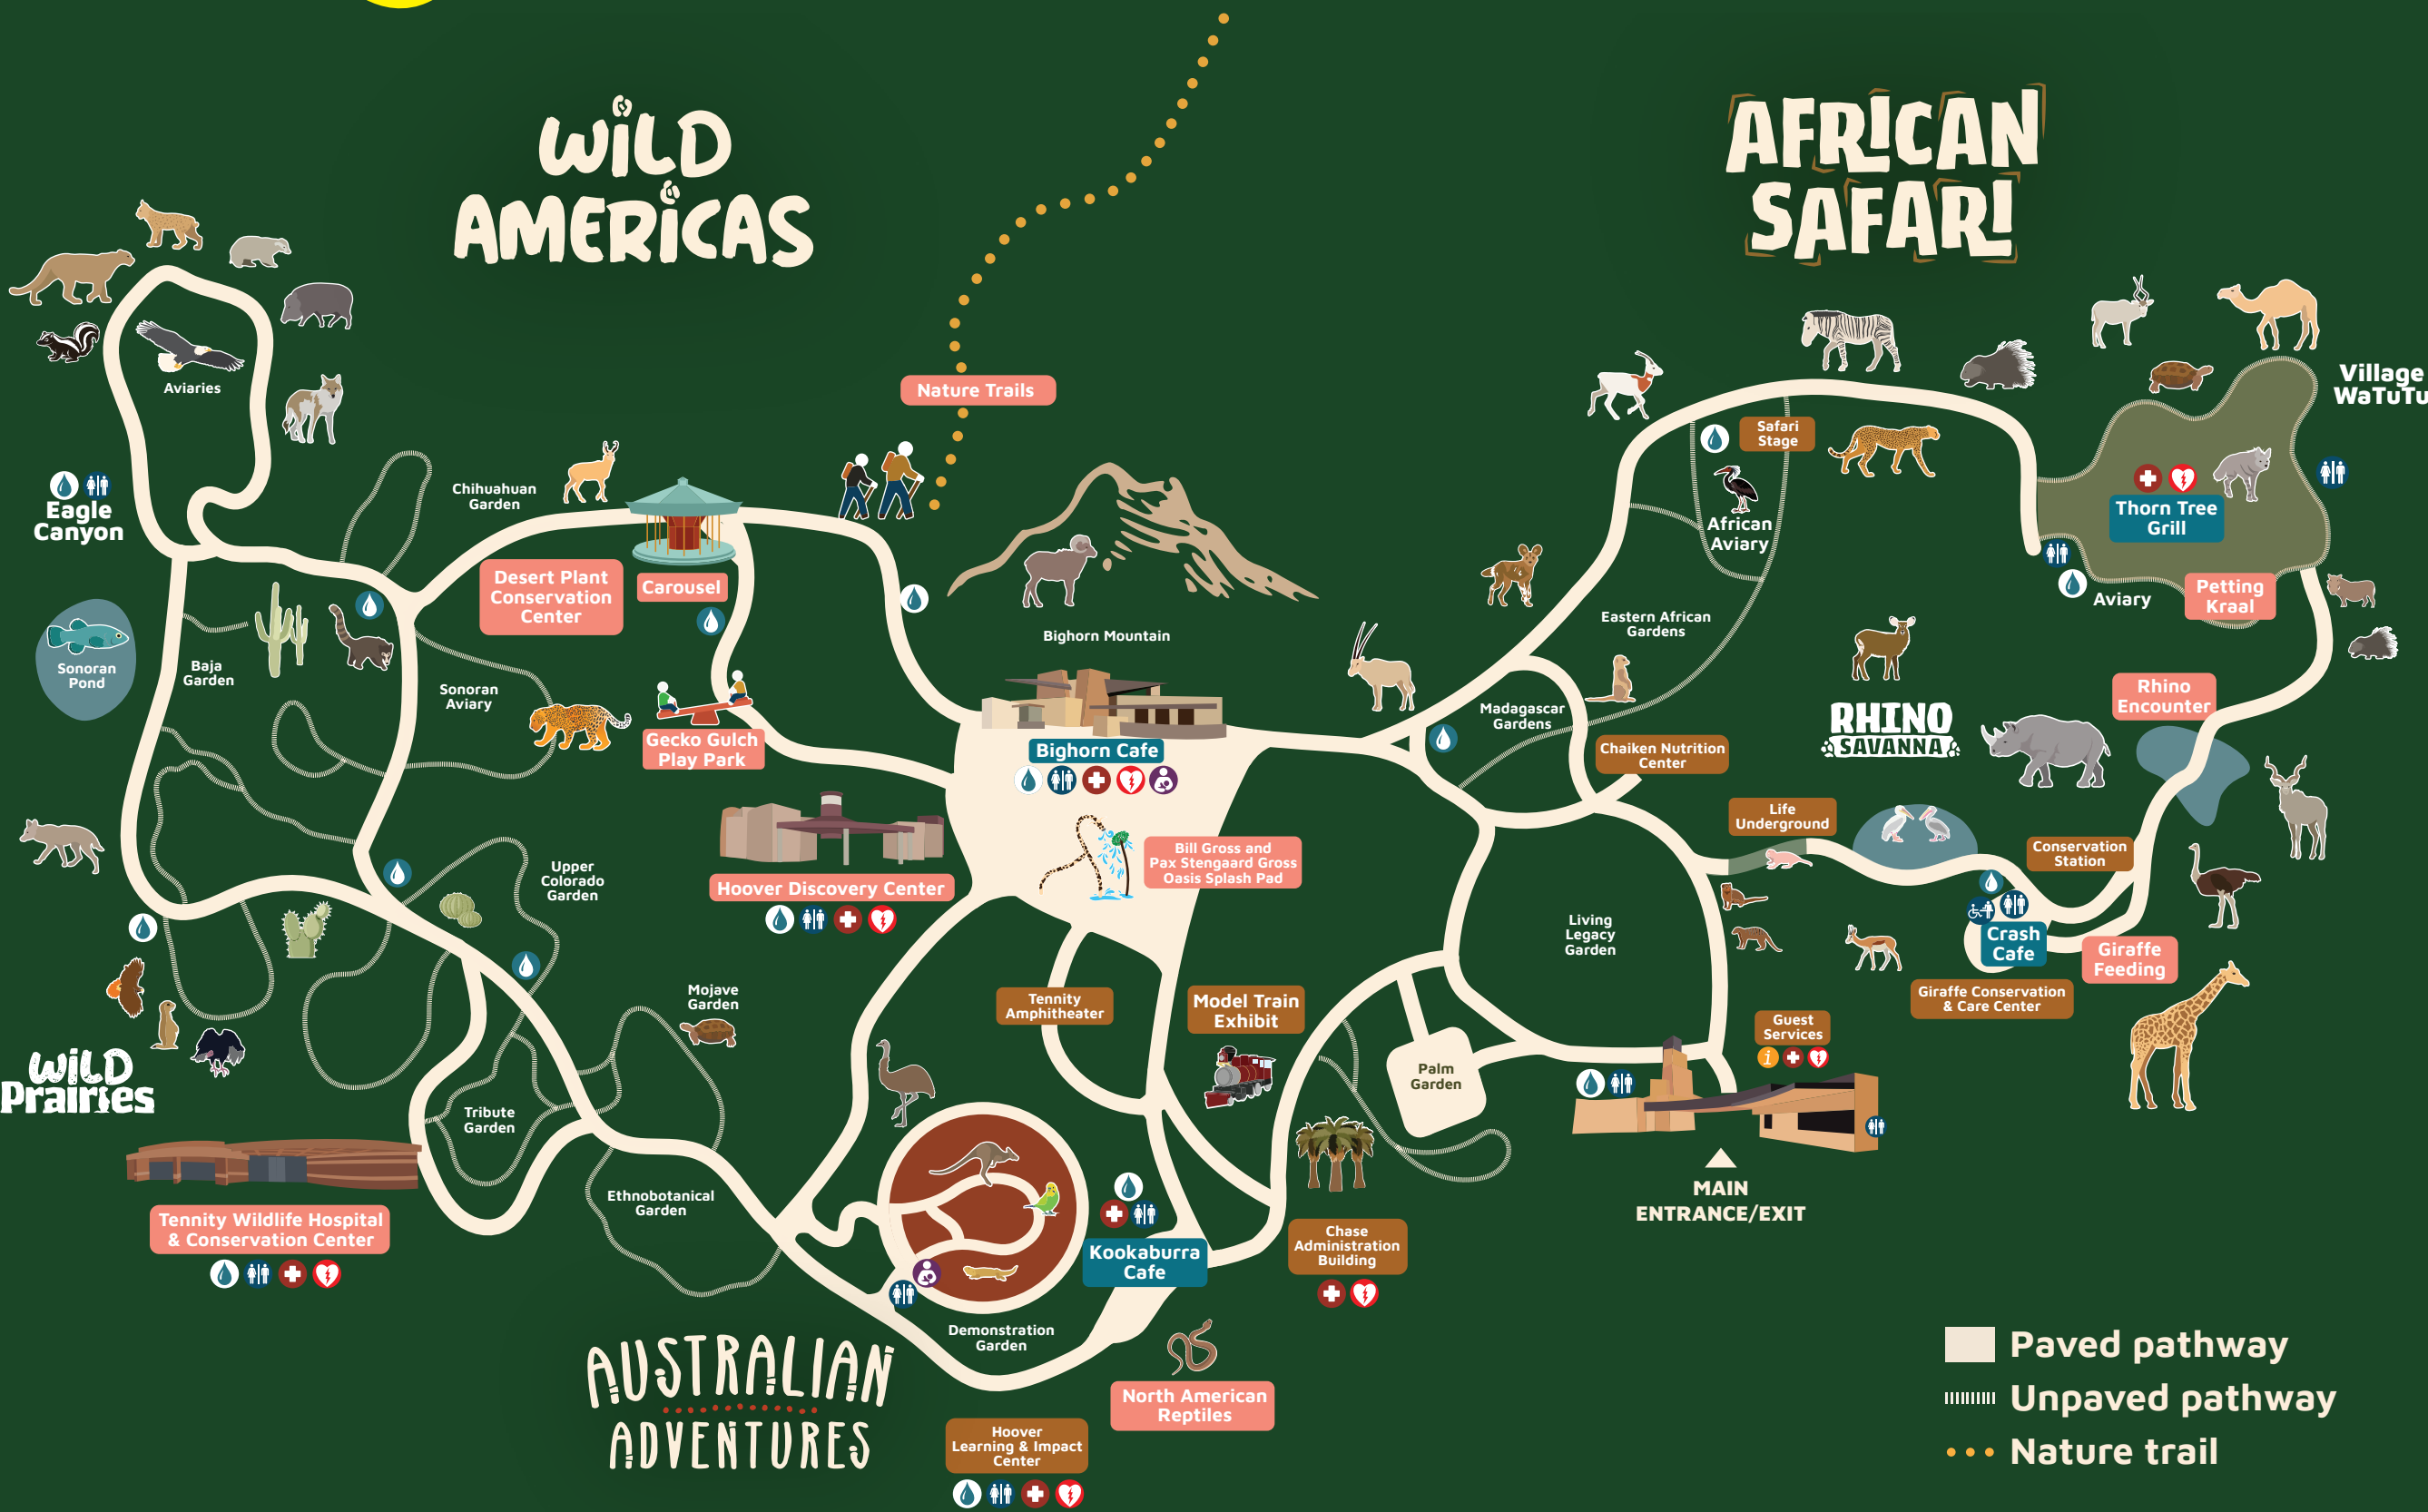 WiLD
AMERiCAS
AFRICAN
SAFARI
Aviaries
Nature Trails
Village
WaTuTu
Safari
Stage
Eagle
Canyon
Chihuahuan
Garden
African
Aviary
Thorn Tree
Grill
Desert Plant
Conservation
Center
Carousel
Petting
Kraal
Aviary
Bighorn Mountain
Eastern African
Gardens
Sonoran
Pond
Baja
Garden
Sonoran
Aviary
Madagascar
Gardens
Rhino
Encounter
RHINO
SAVANNA
Gecko Gulch
Play Park
Bighorn Cafe
Chaiken Nutrition
Center
Life
Underground
Bill Gross and
Pax Stengaard Gross
Oasis Splash Pad
Conservation
Station
Upper
Colorado
Garden
Hoover Discovery Center
Living
Legacy
Garden
Crash
Cafe
Giraffe
Feeding
Mojave
Garden
Tennity
Amphitheater
Model Train
Exhibit
Giraffe Conservation
& Care Center
Guest
Services
i
WiLD
Prairies
Palm
Garden
Tribute
Garden
MAIN
ENTRANCE/EXIT
Ethnobotanical
Garden
Tennity Wildlife Hospital
& Conservation Center
Kookaburra
Cafe
Chase
Administration
Building
Demonstration
Garden
AUSTRALIAN
ADVENTURES
North American
Reptiles
Hoover
Learning & Impact
Center
Paved pathway
Unpaved pathway
Nature trail